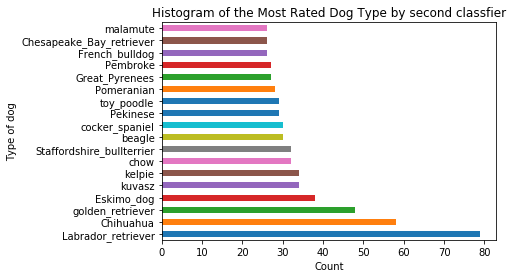 Histogram of the Most Rated Dog Type by second classfier
malamute
Chesapeake_Bay_retriever
French_bulldog
Pembroke
Great_Pyrenees
Pomeranian
toy_poodle
Pekinese
cocker_spaniel
beagle
Staffordshire_bullterrier
chow
kelpie
kuvasz
Eskimo_dog
golden_retriever
Chihuahua
Labrador_retriever
Type of dog
0 10 20 30 40 50 60 70 80
Count